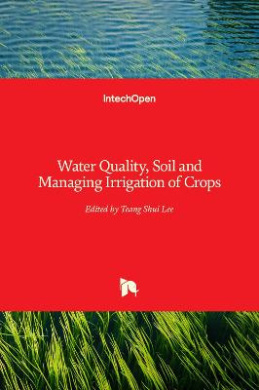 IntechOpen
Water Quality, Soil and
Managing Irrigation of Crops
Edited by Teang Shui Lee